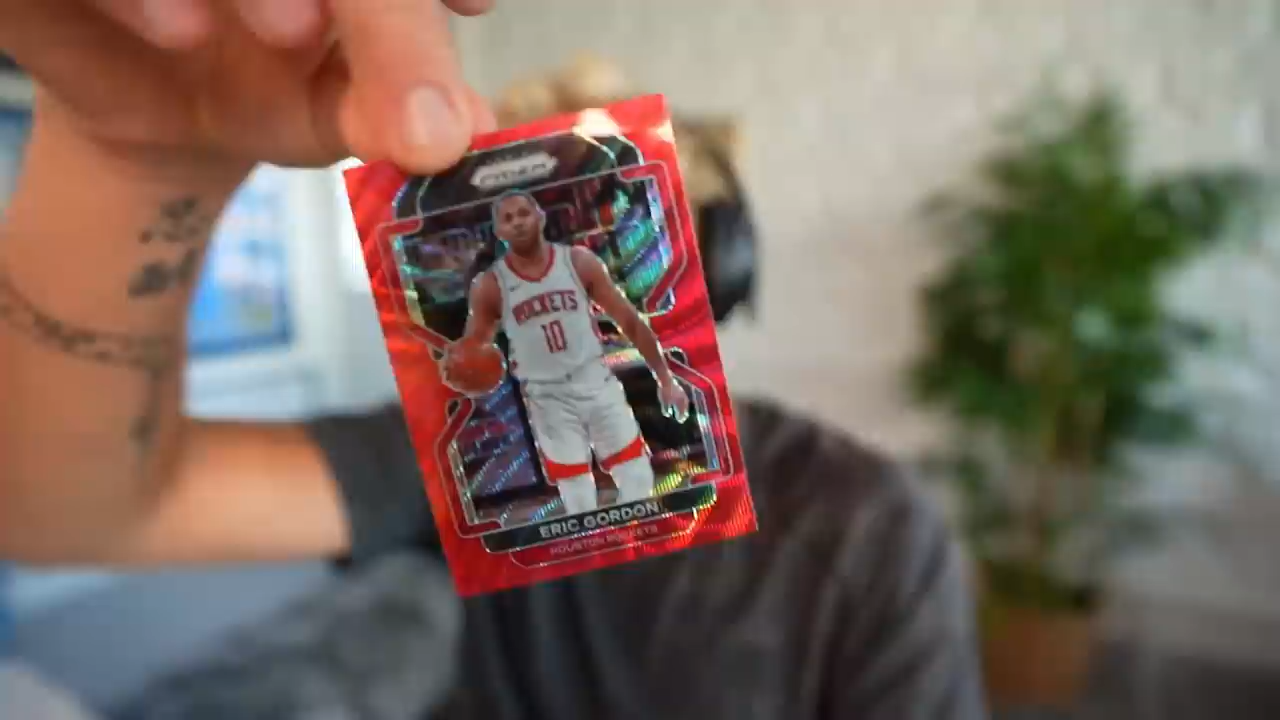 PRIZM
ROCKETS
10
ERIC GORDON
HOUSTON ROCKETS